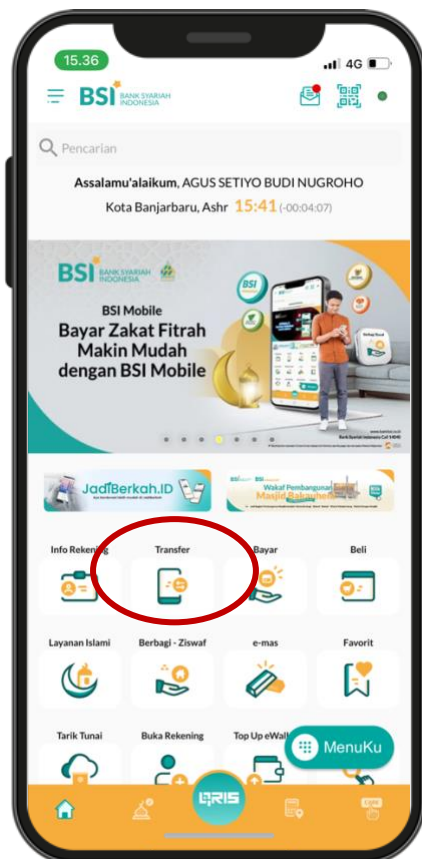 15.36
4G
BSI BANK SYARIAH
INDONESIA
Pencarian
Assalamu'alaikum, AGUS SETIYO BUDI NUGROHO
Kota Banjarbaru, Ashr 15:41 (-00:04:07)
BSI BANK SYARIAH
INDONESIA
BSI Mobile
Bayar Zakat Fitrah
Makin Mudah
dengan BSI Mobile
BSI
JadiBerkah.ID
Wakaf Pembangunan
Masjid Bakauheni
Info Rekening Transfer Bayar Beli
Layanan Islami Berbagi - Ziswaf e-mas Favorit
Tarik Tunai Buka Rekening Top Up eWall
MenuKu
QRIS